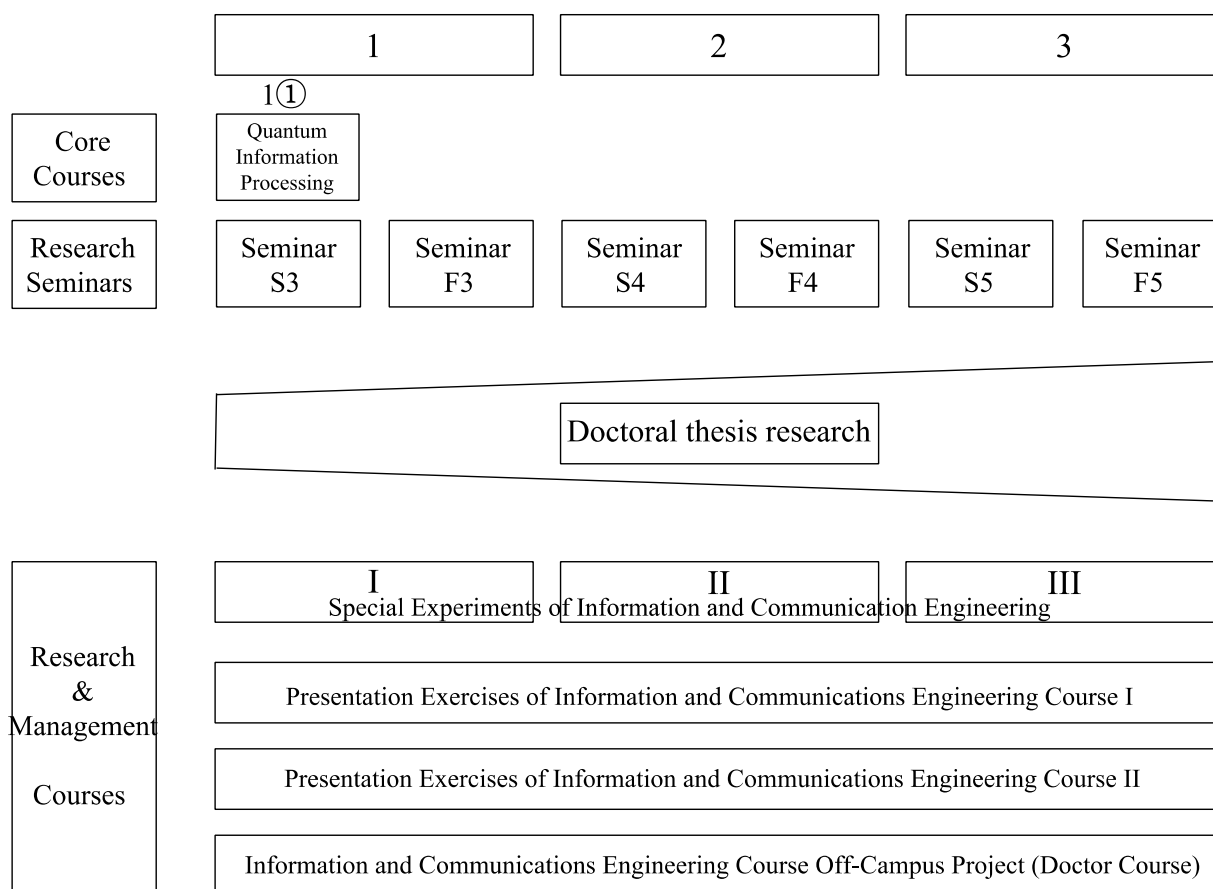 1
2
3
1①
Core
Courses
Quantum
Information
Processing
Research
Seminars
Seminar
S3
Seminar
F3
Seminar
S4
Seminar
F4
Seminar
S5
Seminar
F5
Doctoral thesis research
Research
&
Management
Courses
I
II
III
Special Experiments of Information and Communication Engineering
Presentation Exercises of Information and Communications Engineering Course I
Presentation Exercises of Information and Communications Engineering Course II
Information and Communications Engineering Course Off-Campus Project (Doctor Course)